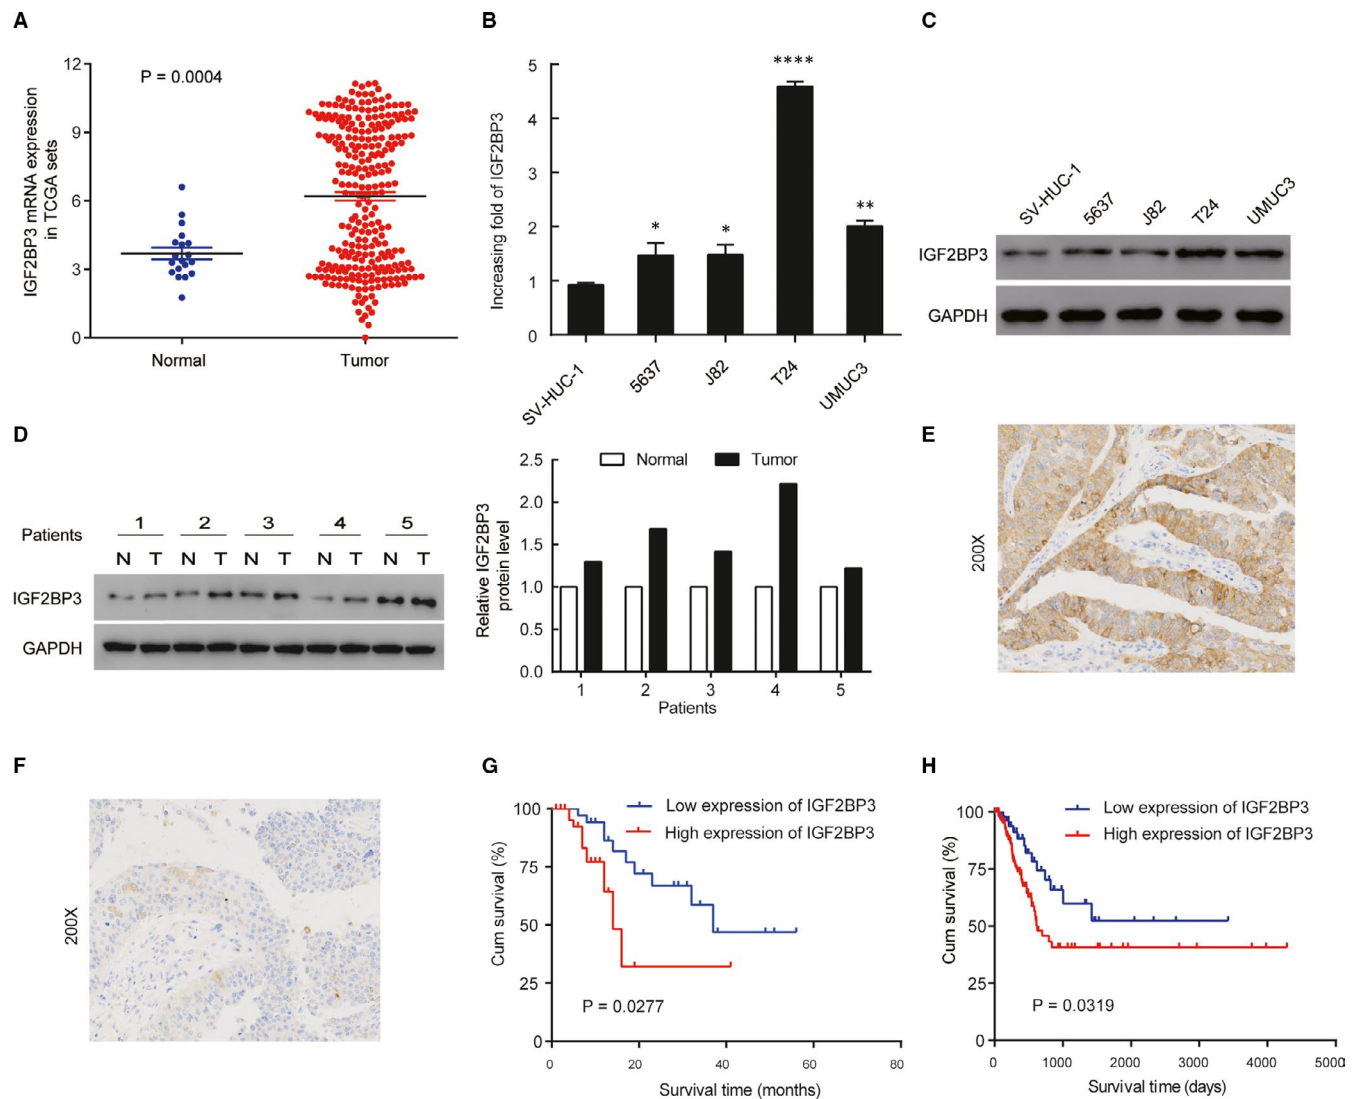 A
P = 0.0004
IGF2BP3 mRNA expression
in TCGA sets
12
9
6
3
0
Normal
Tumor
B
Increasing fold of IGF2BP3
6
5
4
3
2
1
0
*
*
****
**
SV-HUC-1
5637
J82
T24
UMUC3
C
SV-HUC-1
5637
J82
T24
UMUC3
IGF2BP3
GAPDH
D
Patients
1 2 3 4 5
N T N T N T N T N T
IGF2BP3
GAPDH
Normal
Tumor
Relative IGF2BP3
protein level
2.5
2.0
1.5
1.0
0.5
0.0
1 2 3 4 5
Patients
E
200X
F
200X
G
Low expression of IGF2BP3
High expression of IGF2BP3
Cum survival (%)
100
75
50
25
0
P = 0.0277
0 20 40 60 80
Survival time (months)
H
Low expression of IGF2BP3
High expression of IGF2BP3
Cum survival (%)
100
75
50
25
0
P = 0.0319
0 1000 2000 3000 4000 5000
Survival time (days)